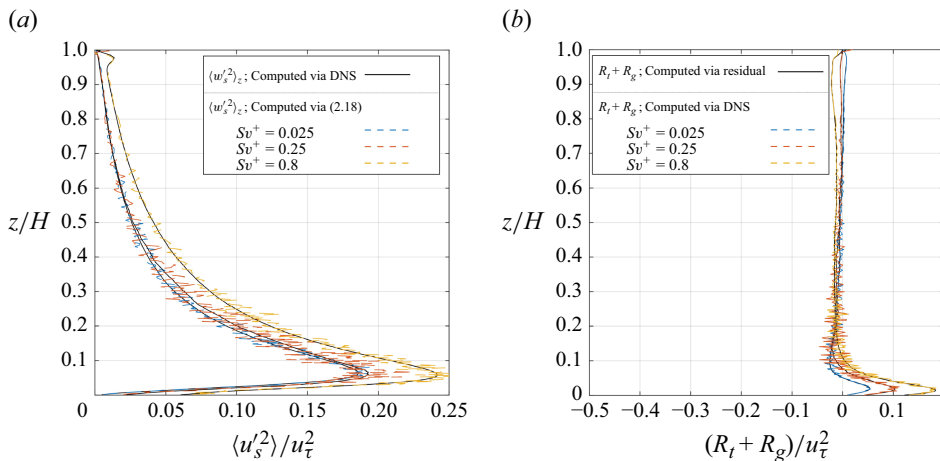 (a)
(b)
1.0
0.9
0.8
0.7
0.6
0.5
0.4
0.3
0.2
0.1
z/H
⟨w′s²⟩z ; Computed via DNS
⟨w′s²⟩z ; Computed via (2.18)
Sv⁺ = 0.025
Sv⁺ = 0.25
Sv⁺ = 0.8
0 0.05 0.10 0.15 0.20 0.25
⟨u′s²⟩/uτ²
1.0
0.9
0.8
0.7
0.6
0.5
0.4
0.3
0.2
0.1
0
z/H
Rt + Rg ; Computed via residual
Rt + Rg ; Computed via DNS
Sv⁺ = 0.025
Sv⁺ = 0.25
Sv⁺ = 0.8
−0.5 −0.4 −0.3 −0.2 −0.1 0 0.1
(Rt + Rg)/uτ²